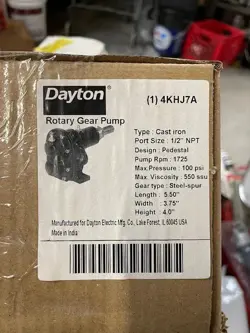 Dayton®
(1) 4KHJ7A
Rotary Gear Pump
Type : Cast iron
Port Size : 1/2" NPT
Design : Pedestal
Pump Rpm : 1725
Max.Pressure : 100 psi
Max. Viscosity : 550 ssu
Gear type : Steel-spur
Length : 5.50"
Width : 3.75"
Height : 4.0"
Manufactured for Dayton Electric Mfg. Co., Lake Forest, IL 60045 USA
Made in India